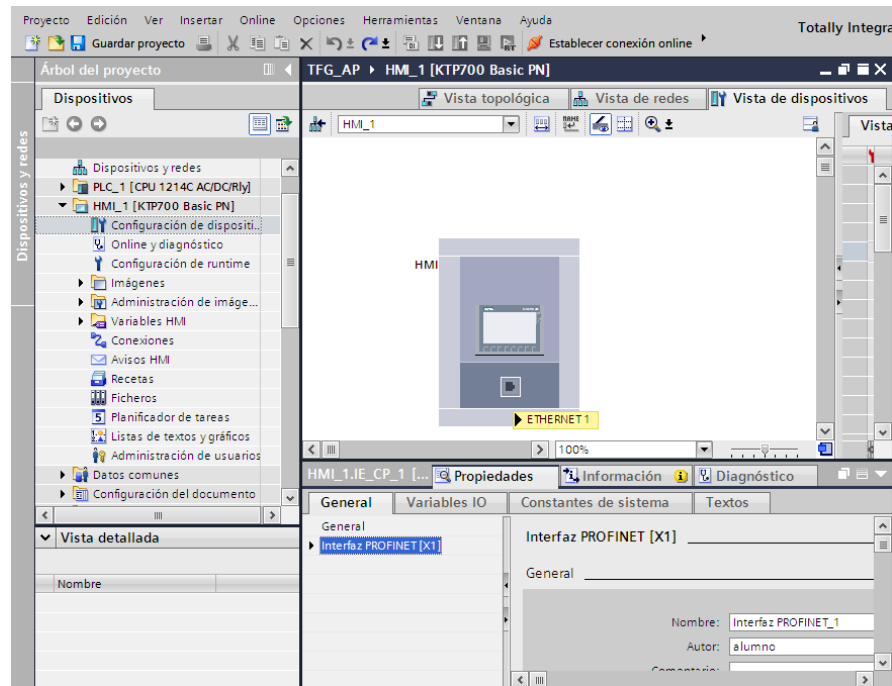 Proyecto Edición Ver Insertar Online Opciones Herramientas Ventana Ayuda
Totally Integra
Guardar proyecto Establecer conexión online
Árbol del proyecto
Dispositivos
Dispositivos y redes
Dispositivos y redes
PLC_1 [CPU 1214C AC/DC/Rly]
HMI_1 [KTP700 Basic PN]
Configuración de dispositi..
Online y diagnóstico
Configuración de runtime
Imágenes
Administración de imáge...
Variables HMI
Conexiones
Avisos HMI
Recetas
Ficheros
Planificador de tareas
Listas de textos y gráficos
Administración de usuarios
Datos comunes
Configuración del documento
Vista detallada
Nombre
TFG_AP HMI_1 [KTP700 Basic PN]
Vista topológica Vista de redes Vista de dispositivos
HMI_1
Vista
HMI
ETHERNET1
100%
HMI_1.IE_CP_1 [... Propiedades Información Diagnóstico
General Variables IO Constantes de sistema Textos
General
Interfaz PROFINET [X1]
Interfaz PROFINET [X1]
General
Nombre: Interfaz PROFINET_1
Autor: alumno
Comentario: